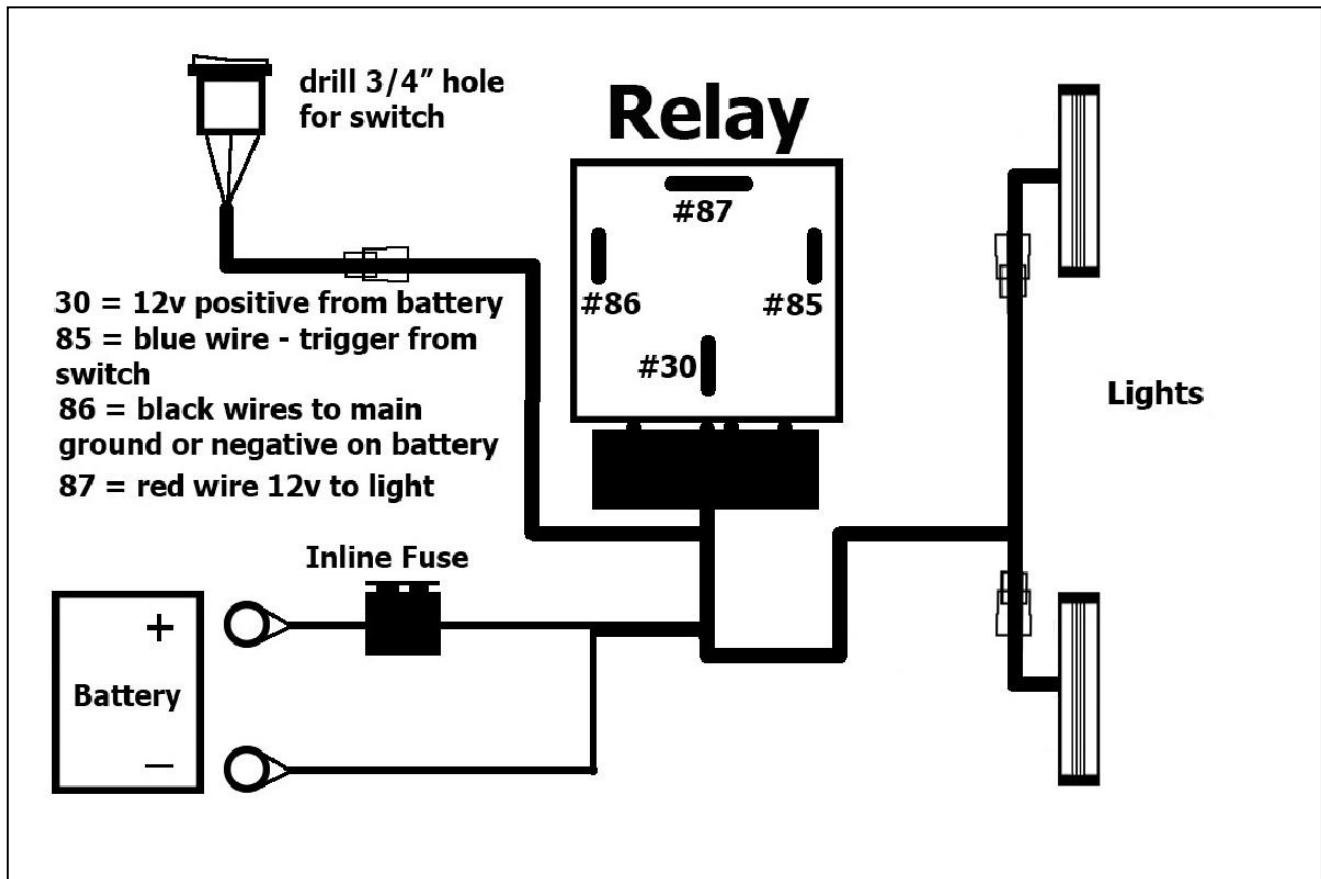 drill 3/4” hole
for switch
Relay
#87
#86
#85
#30
30 = 12v positive from battery
85 = blue wire - trigger from
switch
86 = black wires to main
ground or negative on battery
87 = red wire 12v to light
Lights
Inline Fuse
+
Battery
—